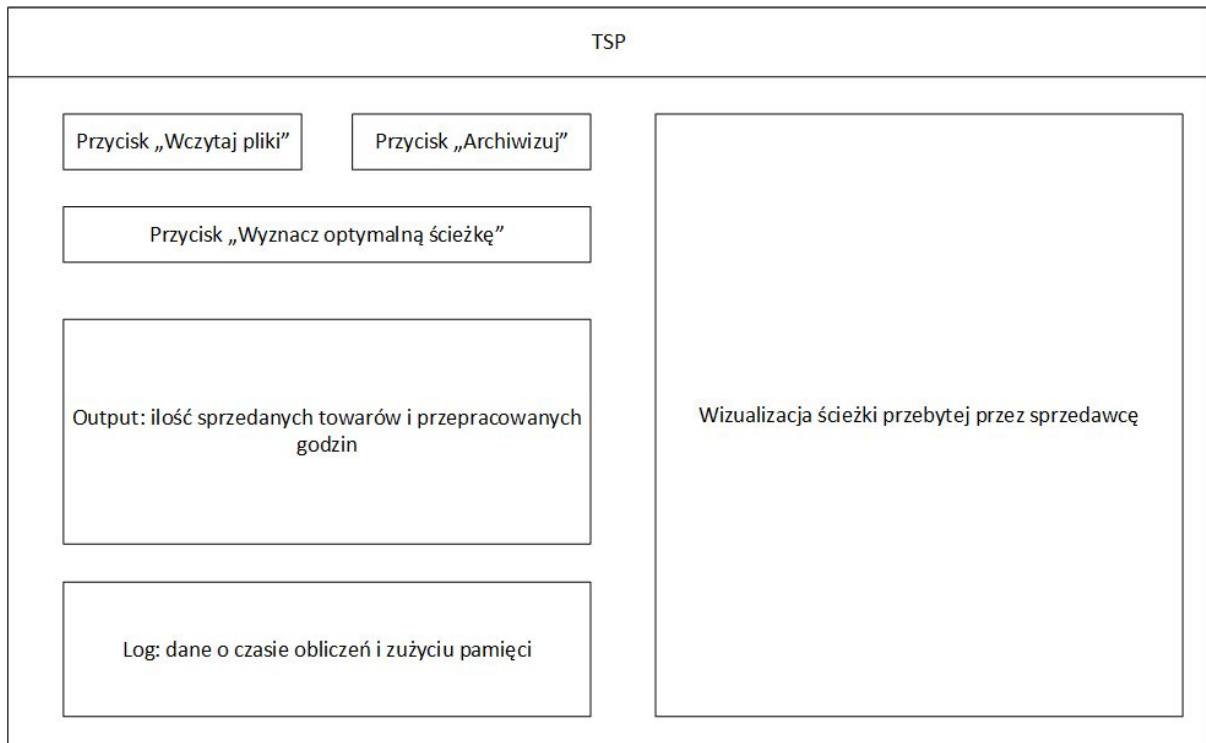 TSP
Przycisk „Wczytaj pliki”
Przycisk „Archiwizuj”
Przycisk „Wyznacz optymalną ścieżkę”
Output: ilość sprzedanych towarów i przepracowanych
godzin
Wizualizacja ścieżki przebytej przez sprzedawcę
Log: dane o czasie obliczeń i zużyciu pamięci